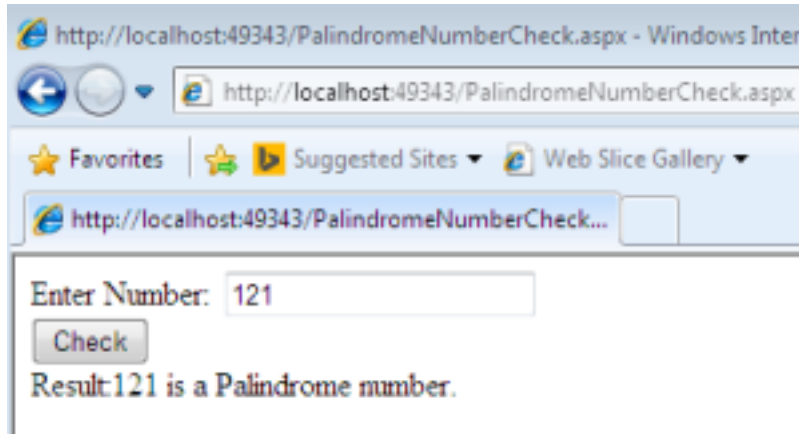 http://localhost:49343/PalindromeNumberCheck.aspx - Windows Inter
http://localhost:49343/PalindromeNumberCheck.aspx
Favorites Suggested Sites Web Slice Gallery
http://localhost:49343/PalindromeNumberCheck...
Enter Number: 121
Check
Result:121 is a Palindrome number.